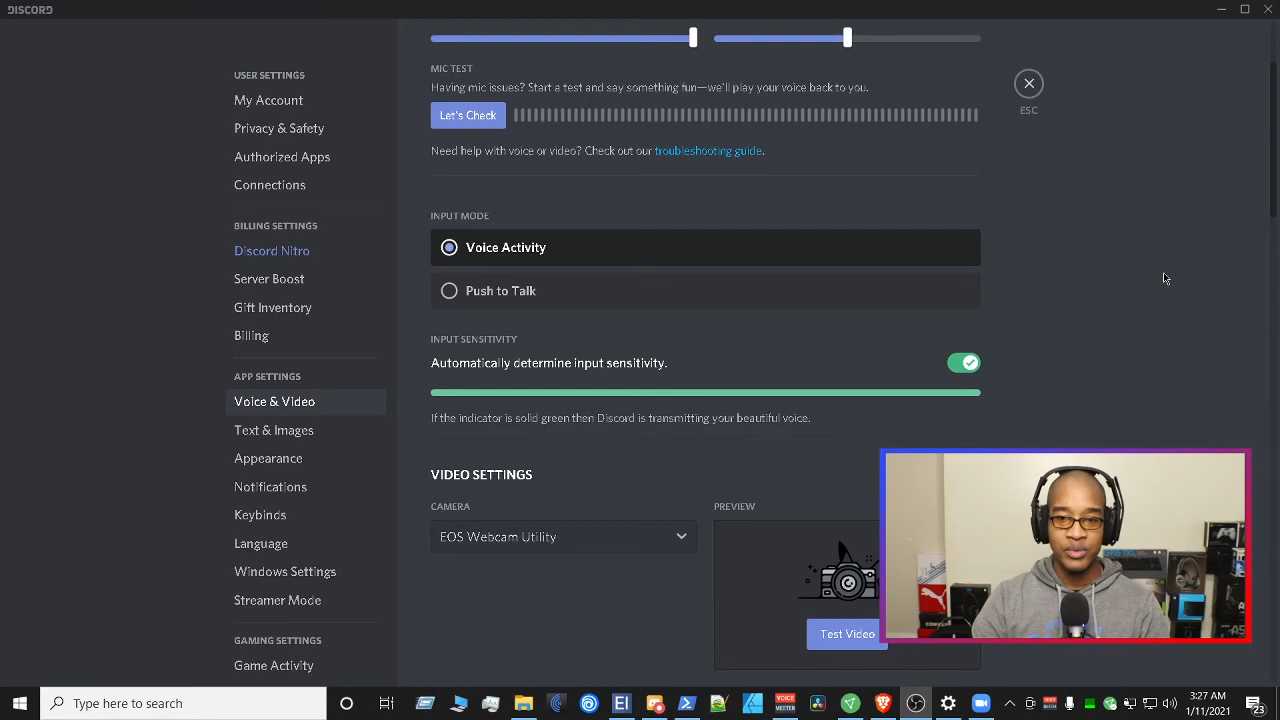 DISCORD
USER SETTINGS
My Account
Privacy & Safety
Authorized Apps
Connections
BILLING SETTINGS
Discord Nitro
Server Boost
Gift Inventory
Billing
APP SETTINGS
Voice & Video
Text & Images
Appearance
Notifications
Keybinds
Language
Windows Settings
Streamer Mode
GAMING SETTINGS
Game Activity
MIC TEST
Having mic issues? Start a test and say something fun—we'll play your voice back to you.
Let's Check
Need help with voice or video? Check out our troubleshooting guide.
INPUT MODE
Voice Activity
Push to Talk
INPUT SENSITIVITY
Automatically determine input sensitivity.
If the indicator is solid green then Discord is transmitting your beautiful voice.
VIDEO SETTINGS
CAMERA
EOS Webcam Utility
PREVIEW
Test Video
ESC
Type here to search
EI
VOICE
MEETER
3:27 AM
1/11/2021
23